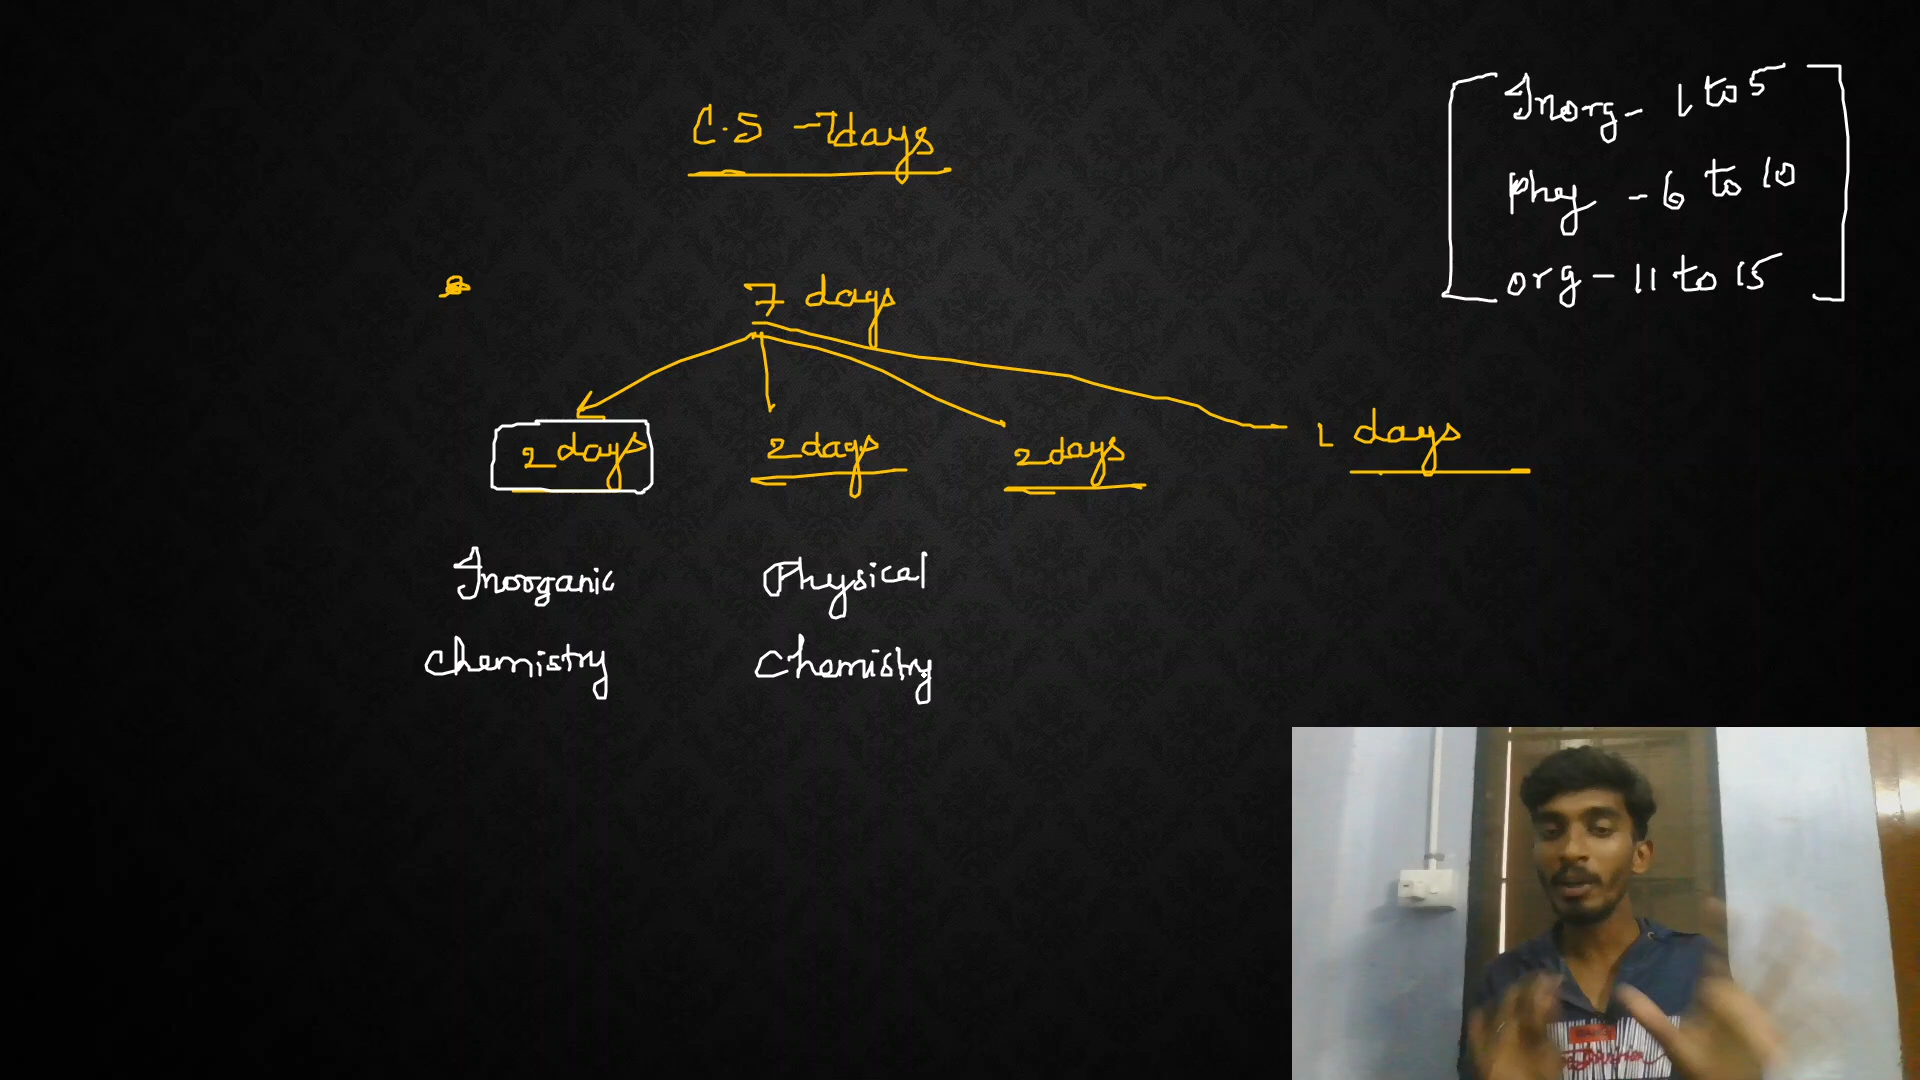 C.S - 7days
Inorg - 1 to 5
Phy - 6 to 10
org - 11 to 15
7 days
2 days
2 days
2 days
1 days
Inorganic
chemistry
Physical
Chemistry